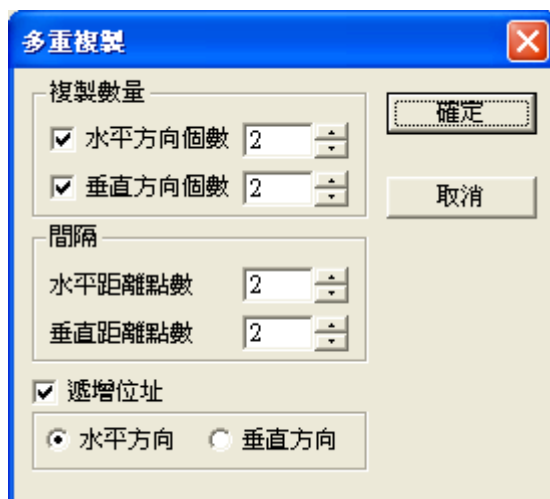 多重複製
複製數量
水平方向個數 2
垂直方向個數 2
確定
取消
間隔
水平距離點數 2
垂直距離點數 2
遞增位址
水平方向 垂直方向